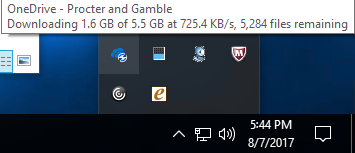 OneDrive - Procter and Gamble
Downloading 1.6 GB of 5.5 GB at 725.4 KB/s, 5,284 files remaining
e
5:44 PM
8/7/2017